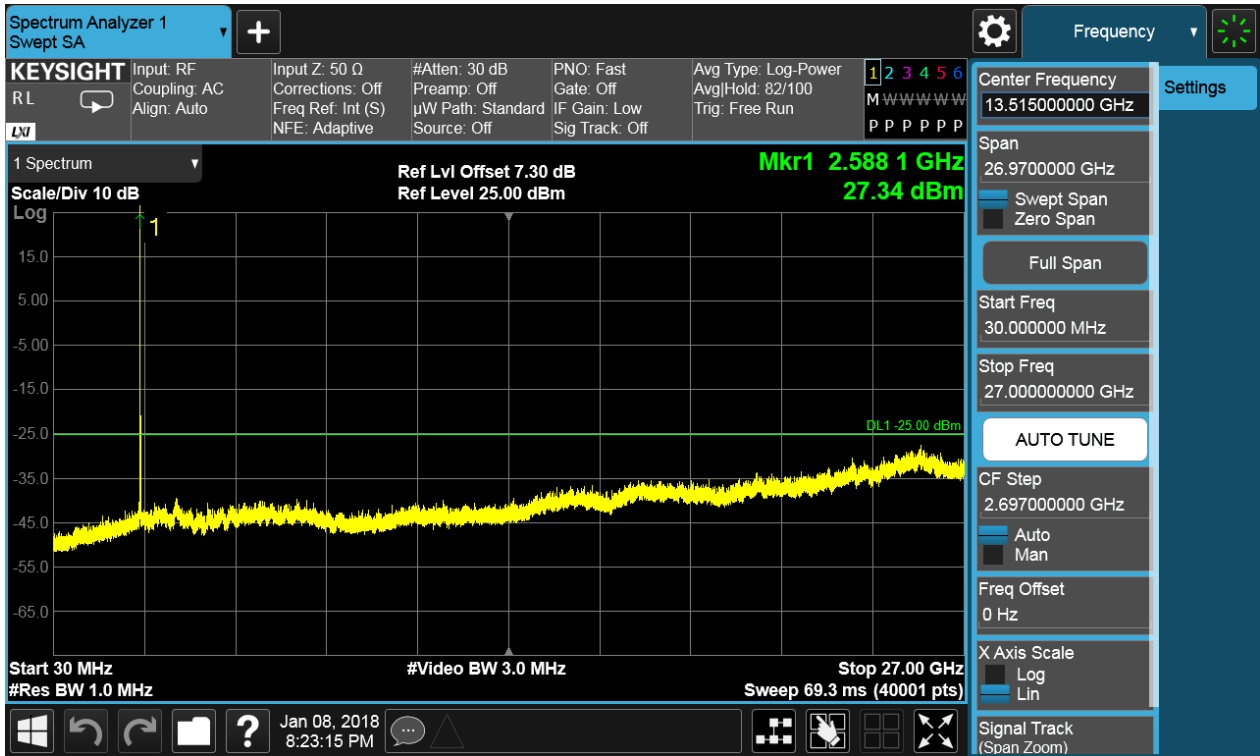 Spectrum Analyzer 1
Swept SA
+
Frequency
KEYSIGHT
R L
LXI
Input: RF
Coupling: AC
Align: Auto
Input Z: 50 Ω
Corrections: Off
Freq Ref: Int (S)
NFE: Adaptive
#Atten: 30 dB
Preamp: Off
µW Path: Standard
Source: Off
PNO: Fast
Gate: Off
IF Gain: Low
Sig Track: Off
Avg Type: Log-Power
Avg|Hold: 82/100
Trig: Free Run
1 2 3 4 5 6
M W W W W W
P P P P P P
1 Spectrum
Scale/Div 10 dB
Ref Lvl Offset 7.30 dB
Ref Level 25.00 dBm
Mkr1 2.588 1 GHz
27.34 dBm
Log
1
15.0
5.00
-5.00
-15.0
-25.0
DL1 -25.00 dBm
-35.0
-45.0
-55.0
-65.0
Start 30 MHz
#Video BW 3.0 MHz
Stop 27.00 GHz
#Res BW 1.0 MHz
Sweep 69.3 ms (40001 pts)
Center Frequency
13.515000000 GHz
Span
26.9700000 GHz
Swept Span
Zero Span
Full Span
Start Freq
30.000000 MHz
Stop Freq
27.000000000 GHz
AUTO TUNE
CF Step
2.697000000 GHz
Auto
Man
Freq Offset
0 Hz
X Axis Scale
Log
Lin
Signal Track
(Span Zoom)
Settings
?
Jan 08, 2018
8:23:15 PM